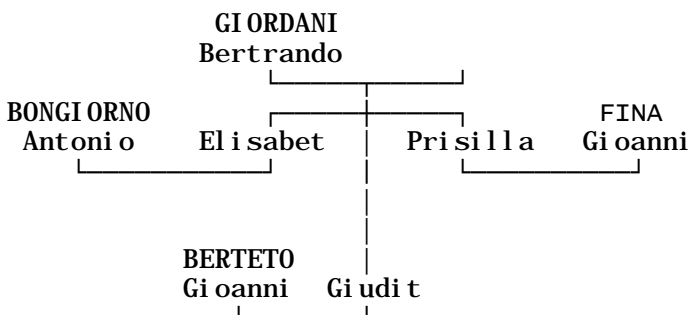 GIORDANI
Bertrando
BONGIORNO FINA
Antonio Elisabet Prisilla Gioanni
BERTETO
Gioanni Giudit